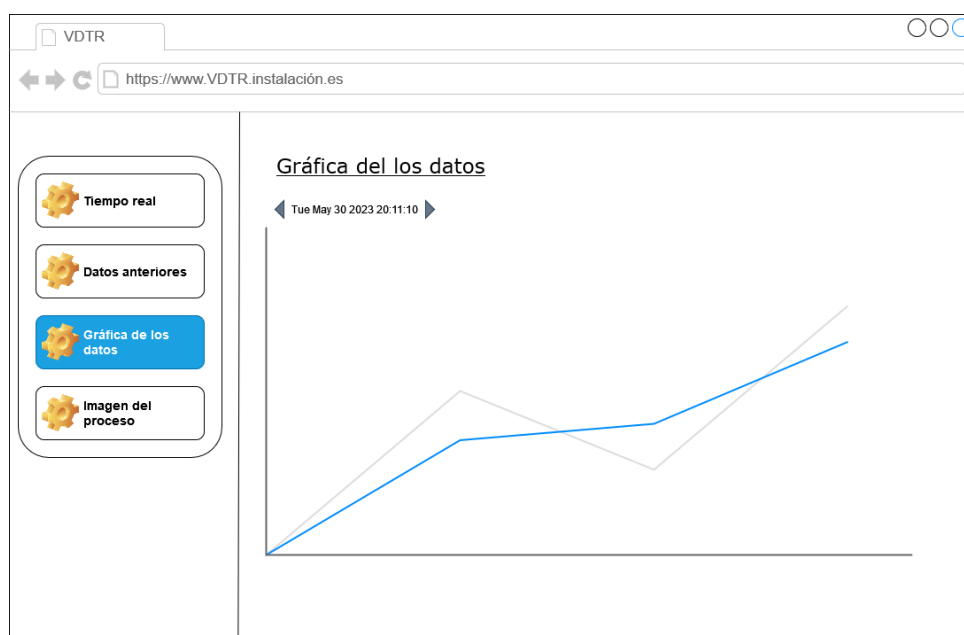 VDTR
https://www.VDTR.instalación.es
Tiempo real
Datos anteriores
Gráfica de los
datos
Imagen del
proceso
Gráfica del los datos
Tue May 30 2023 20:11:10